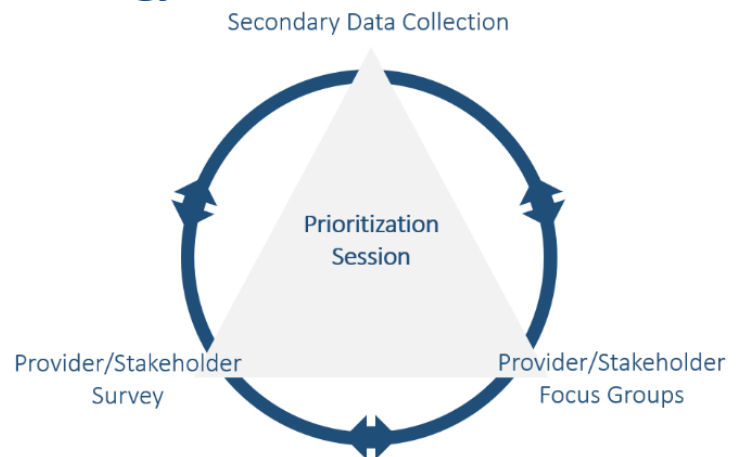 Secondary Data Collection
Prioritization
Session
Provider/Stakeholder
Survey
Provider/Stakeholder
Focus Groups